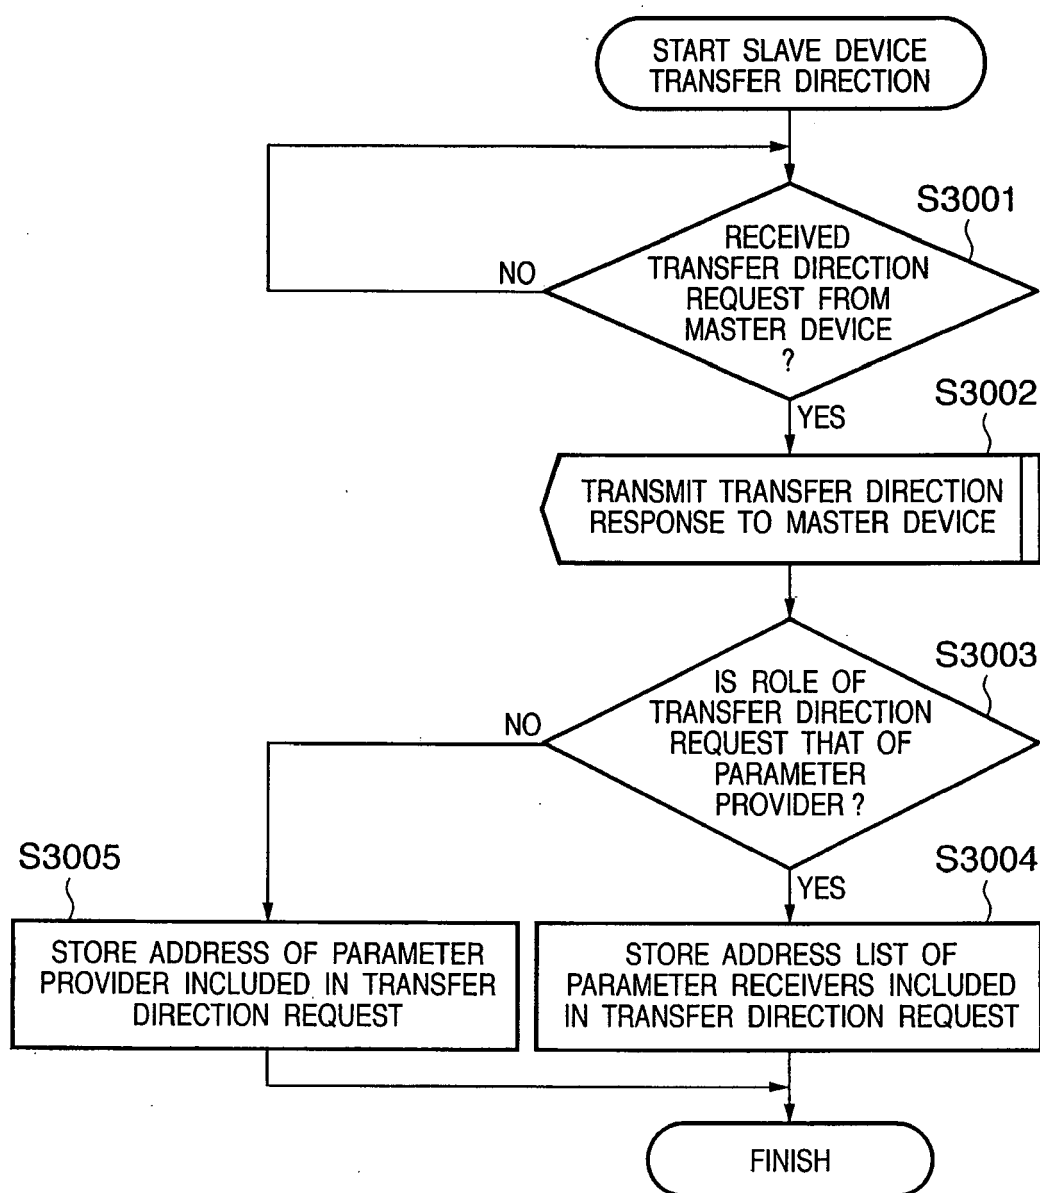 START SLAVE DEVICE
TRANSFER DIRECTION
S3001
RECEIVED
TRANSFER DIRECTION
REQUEST FROM
MASTER DEVICE
?
NO
YES
S3002
TRANSMIT TRANSFER DIRECTION
RESPONSE TO MASTER DEVICE
S3003
IS ROLE OF
TRANSFER DIRECTION
REQUEST THAT OF
PARAMETER
PROVIDER ?
NO
YES
S3005
STORE ADDRESS OF PARAMETER
PROVIDER INCLUDED IN TRANSFER
DIRECTION REQUEST
S3004
STORE ADDRESS LIST OF
PARAMETER RECEIVERS INCLUDED
IN TRANSFER DIRECTION REQUEST
FINISH